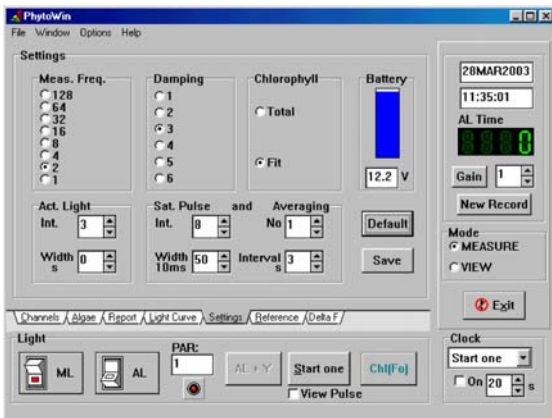 PhytoWin
File Window Options Help
Settings
Meas. Freq.
128
64
32
16
8
4
2
1
Damping
1
2
3
4
5
6
Chlorophyll
Total
Fit
Battery
12.2 V
Act. Light
Int. 3
Width s 0
Sat. Pulse and Averaging
Int. 8
No 1
Width 10ms 50
Interval s 3
Default
Save
Channels Algae Report Light Curve Settings Reference Delta F
Light
ML
AL
PAR:
1
AL + Y
Start one
View Pulse
Chl(Fo)
28MAR2003
11:35:01
AL Time
0
Gain 1
New Record
Mode
MEASURE
VIEW
Exit
Clock
Start one
On 20 s